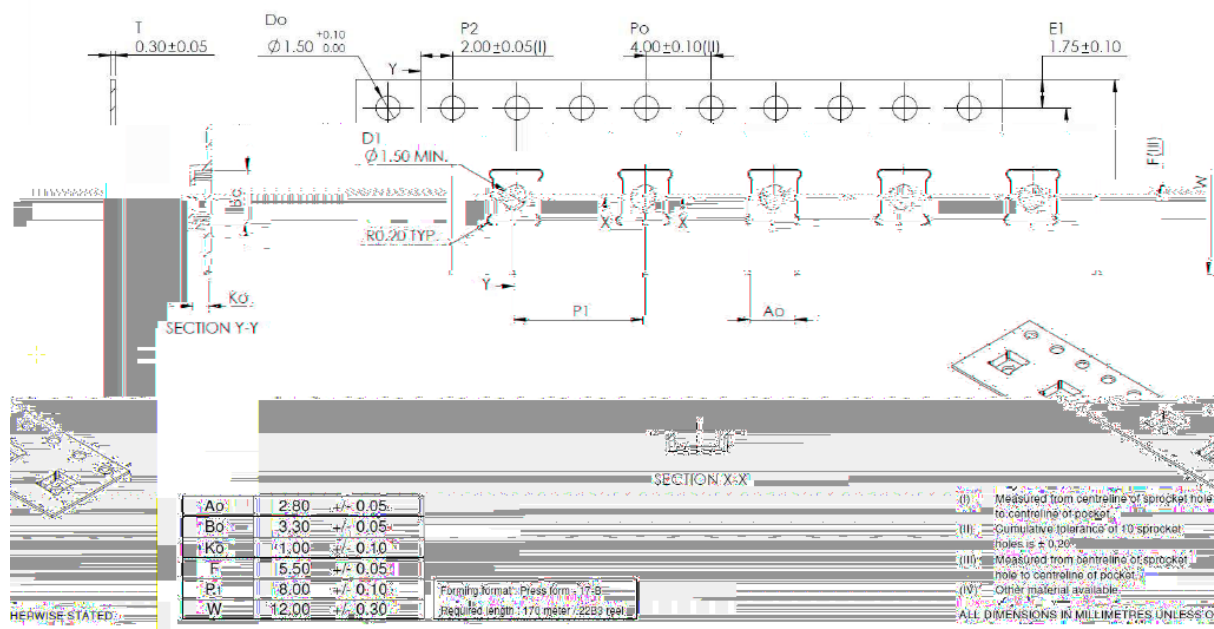 T
0.30±0.05
Do
Ø1.50 +0.10 0.00
P2
2.00±0.05(I)
Po
4.00±0.10(II)
E1
1.75±0.10
Y
D1
Ø1.50 MIN.
F(III)
W
Bo
X X
R0.20 TYP.
Y
Ko
P1
Ao
SECTION Y-Y
SECTION X-X
Ao 2.80 +/- 0.05
Bo 3.30 +/- 0.05
Ko 1.00 +/- 0.10
F 5.50 +/- 0.05
P1 8.00 +/- 0.10
W 12.00 +/- 0.30
Forming format : Press form - 17-B
Required length : 170 meter / 22B3 reel
(I) Measured from centreline of sprocket hole
to centreline of pocket.
(II) Cumulative tolerance of 10 sprocket
holes is ± 0.20.
(III) Measured from centreline of sprocket
hole to centreline of pocket.
(IV) Other material available.
HERWISE STATED.
ALL DIMENSIONS IN MILLIMETRES UNLESS O